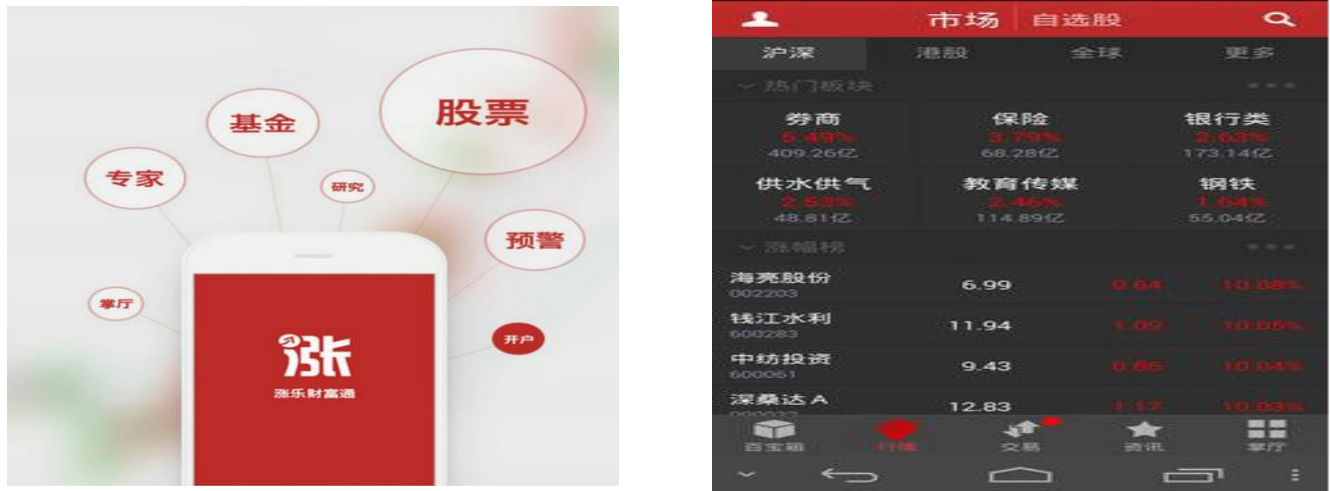 股票
基金
专家
研究
预警
掌厅
开户
涨
涨乐财富通
市场 自选股
沪深 港股 全球 更多
热门板块
券商 保险 银行类
5.49% 3.79% 2.63%
409.26亿 68.28亿 173.14亿
供水供气 教育传媒 钢铁
2.53% 2.46% 1.64%
48.81亿 114.89亿 55.04亿
涨幅榜
海亮股份 6.99 0.64 10.08%
002203
钱江水利 11.94 1.09 10.05%
600283
中纺投资 9.43 0.86 10.04%
600061
深桑达A 12.83 1.17 10.03%
百宝箱 行情 交易 资讯 掌厅